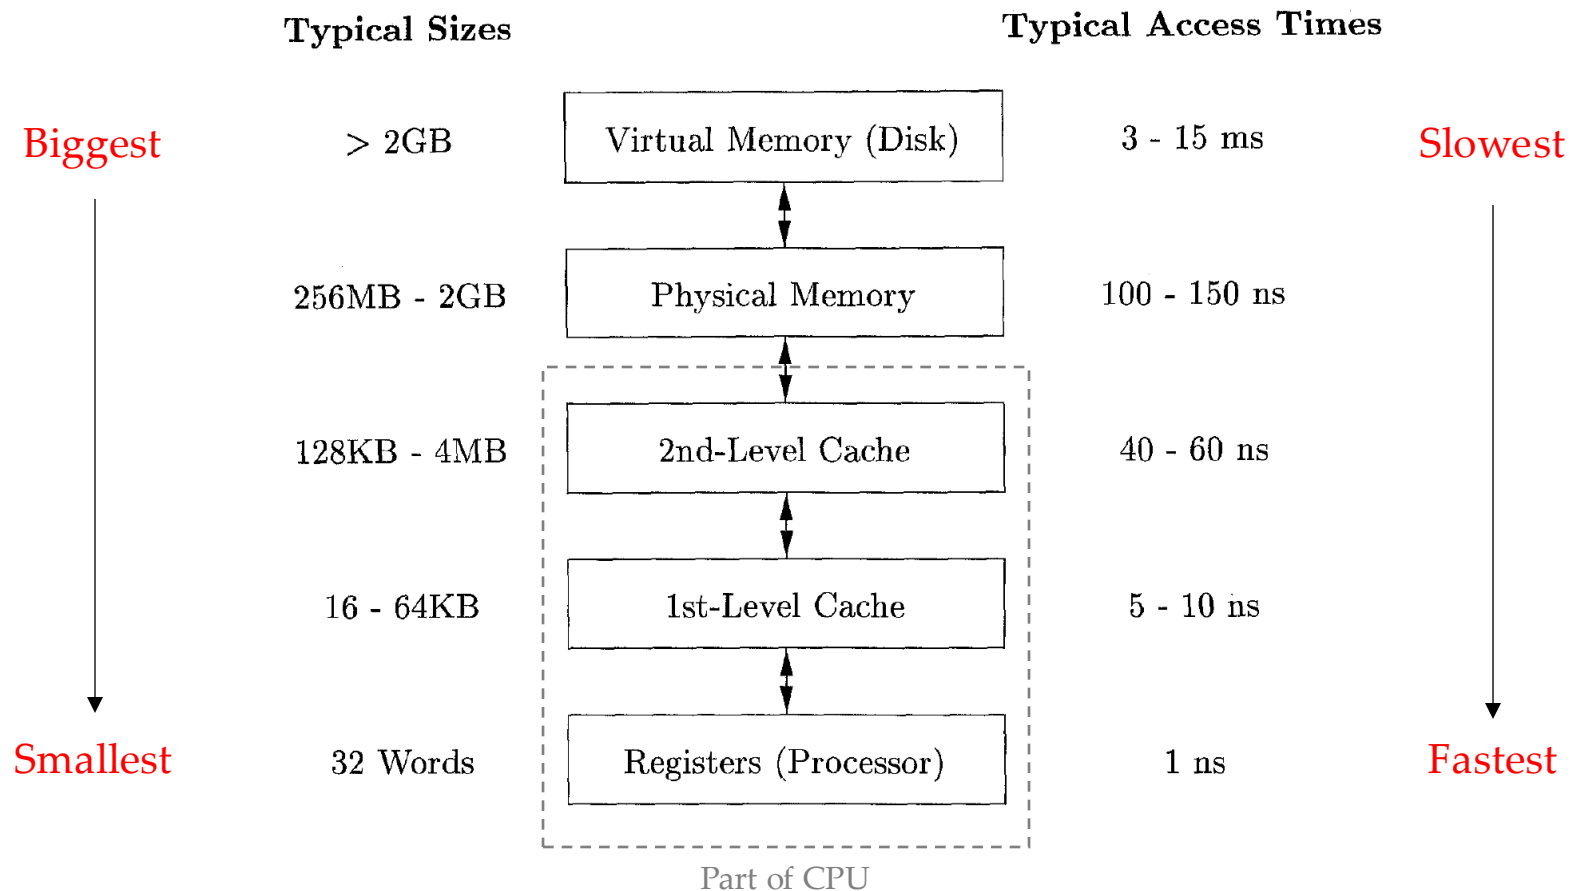 Typical Sizes
Typical Access Times
Biggest
> 2GB
Virtual Memory (Disk)
3 - 15 ms
Slowest
256MB - 2GB
Physical Memory
100 - 150 ns
128KB - 4MB
2nd-Level Cache
40 - 60 ns
16 - 64KB
1st-Level Cache
5 - 10 ns
Smallest
32 Words
Registers (Processor)
1 ns
Fastest
Part of CPU